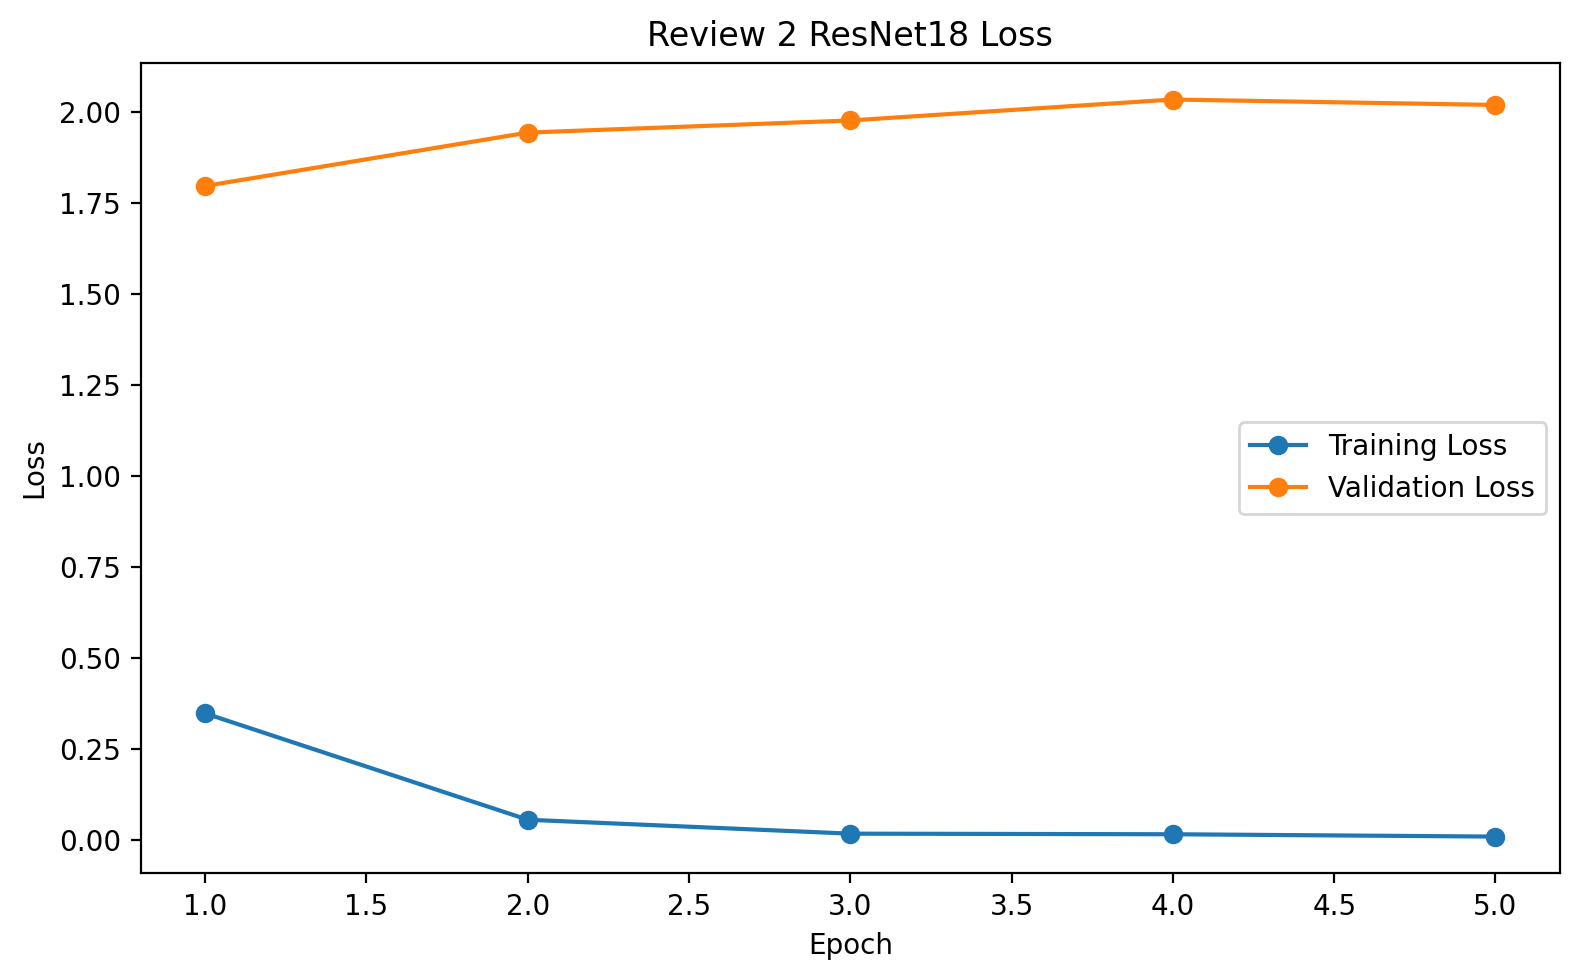 Review 2 ResNet18 Loss
2.00
1.75
1.50
1.25
1.00
0.75
0.50
0.25
0.00
Loss
Training Loss
Validation Loss
1.0 1.5 2.0 2.5 3.0 3.5 4.0 4.5 5.0
Epoch